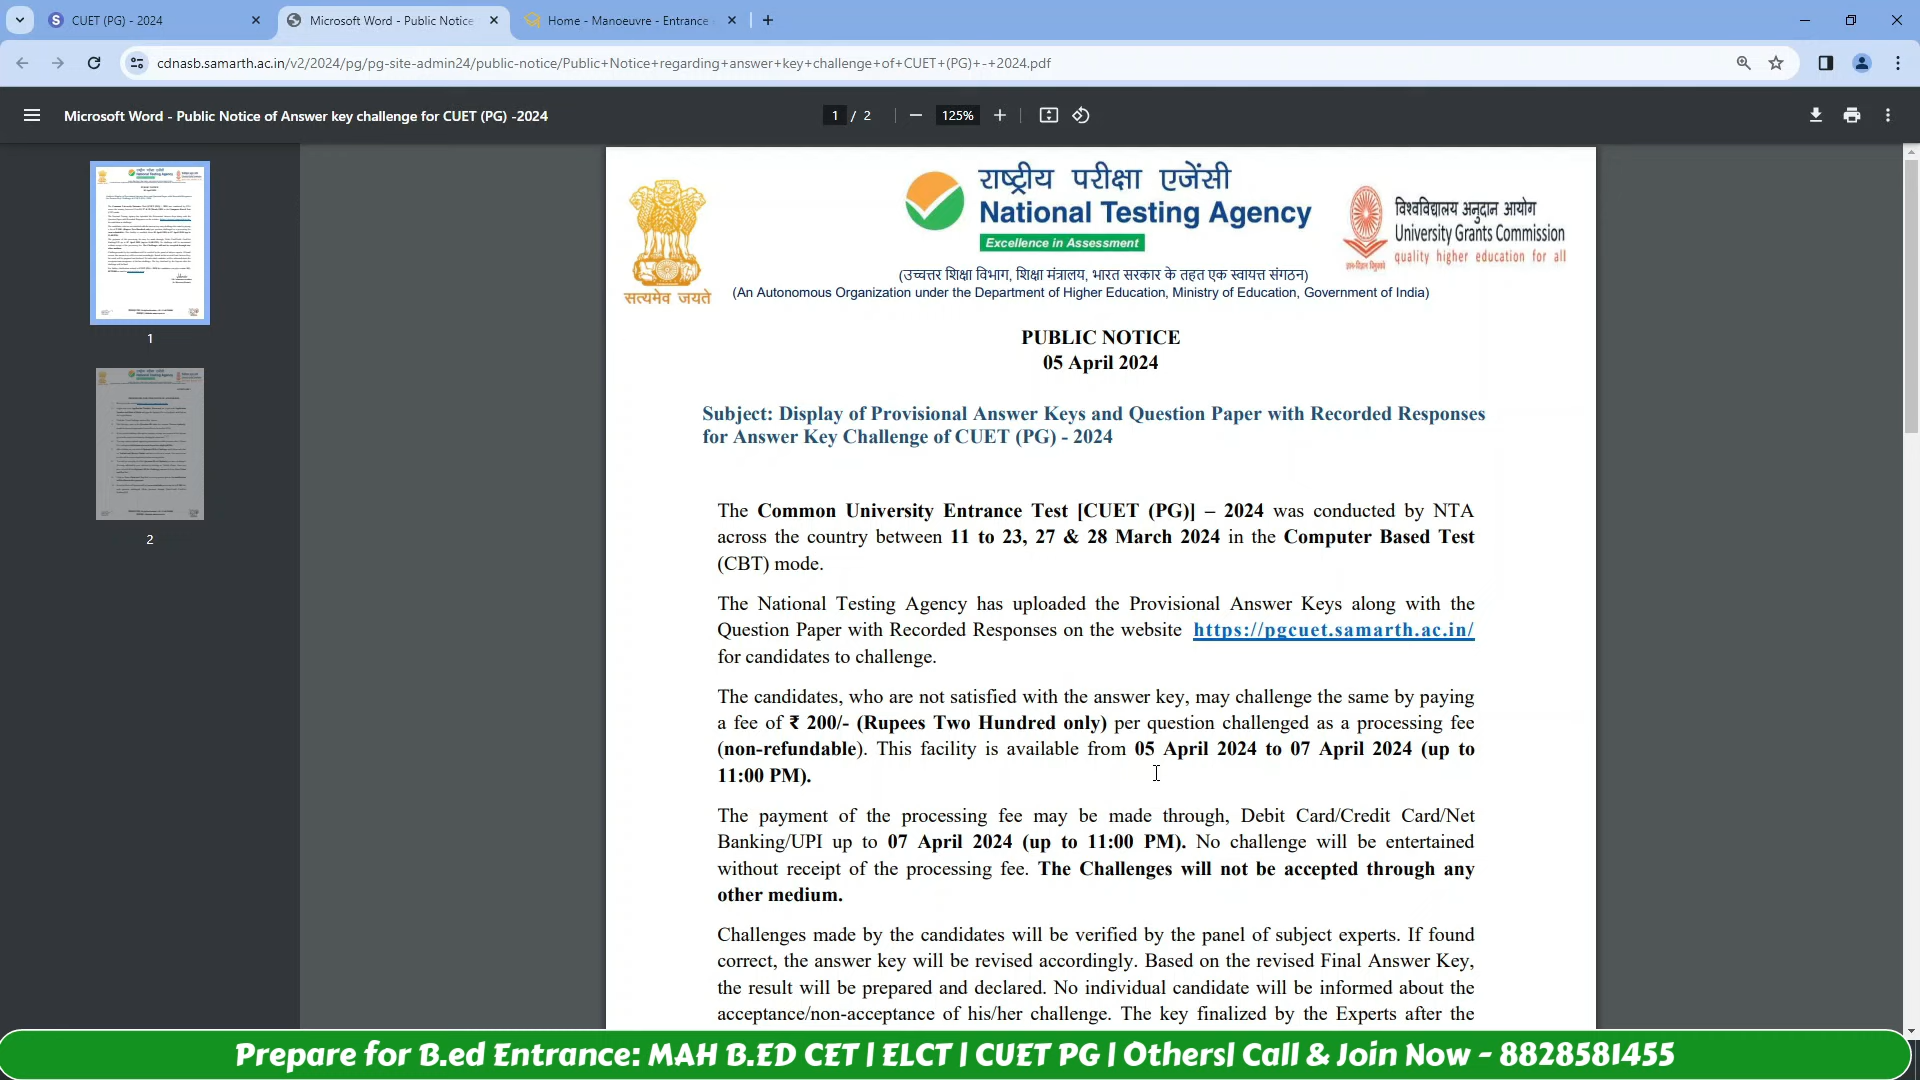 CUET (PG) - 2024
Microsoft Word - Public Notice
Home - Manoeuvre - Entrance
cdnasb.samarth.ac.in/v2/2024/pg/pg-site-admin24/public-notice/Public+Notice+regarding+answer+key+challenge+of+CUET+(PG)+-+2024.pdf
Microsoft Word - Public Notice of Answer key challenge for CUET (PG) -2024
1 / 2
125%
1
2
सत्यमेव जयते
राष्ट्रीय परीक्षा एजेंसी
National Testing Agency
Excellence in Assessment
विश्वविद्यालय अनुदान आयोग
University Grants Commission
quality higher education for all
ज्ञान-विज्ञान विमुक्तये
(उच्चत्तर शिक्षा विभाग, शिक्षा मंत्रालय, भारत सरकार के तहत एक स्वायत्त संगठन)
(An Autonomous Organization under the Department of Higher Education, Ministry of Education, Government of India)
PUBLIC NOTICE
05 April 2024
Subject: Display of Provisional Answer Keys and Question Paper with Recorded Responses
for Answer Key Challenge of CUET (PG) - 2024
The Common University Entrance Test [CUET (PG)] – 2024 was conducted by NTA
across the country between 11 to 23, 27 & 28 March 2024 in the Computer Based Test
(CBT) mode.
The National Testing Agency has uploaded the Provisional Answer Keys along with the
Question Paper with Recorded Responses on the website https://pgcuet.samarth.ac.in/
for candidates to challenge.
The candidates, who are not satisfied with the answer key, may challenge the same by paying
a fee of ₹ 200/- (Rupees Two Hundred only) per question challenged as a processing fee
(non-refundable). This facility is available from 05 April 2024 to 07 April 2024 (up to
11:00 PM).
The payment of the processing fee may be made through, Debit Card/Credit Card/Net
Banking/UPI up to 07 April 2024 (up to 11:00 PM). No challenge will be entertained
without receipt of the processing fee. The Challenges will not be accepted through any
other medium.
Challenges made by the candidates will be verified by the panel of subject experts. If found
correct, the answer key will be revised accordingly. Based on the revised Final Answer Key,
the result will be prepared and declared. No individual candidate will be informed about the
acceptance/non-acceptance of his/her challenge. The key finalized by the Experts after the
Prepare for B.ed Entrance: MAH B.ED CET | ELCT | CUET PG | Others| Call & Join Now - 8828581455